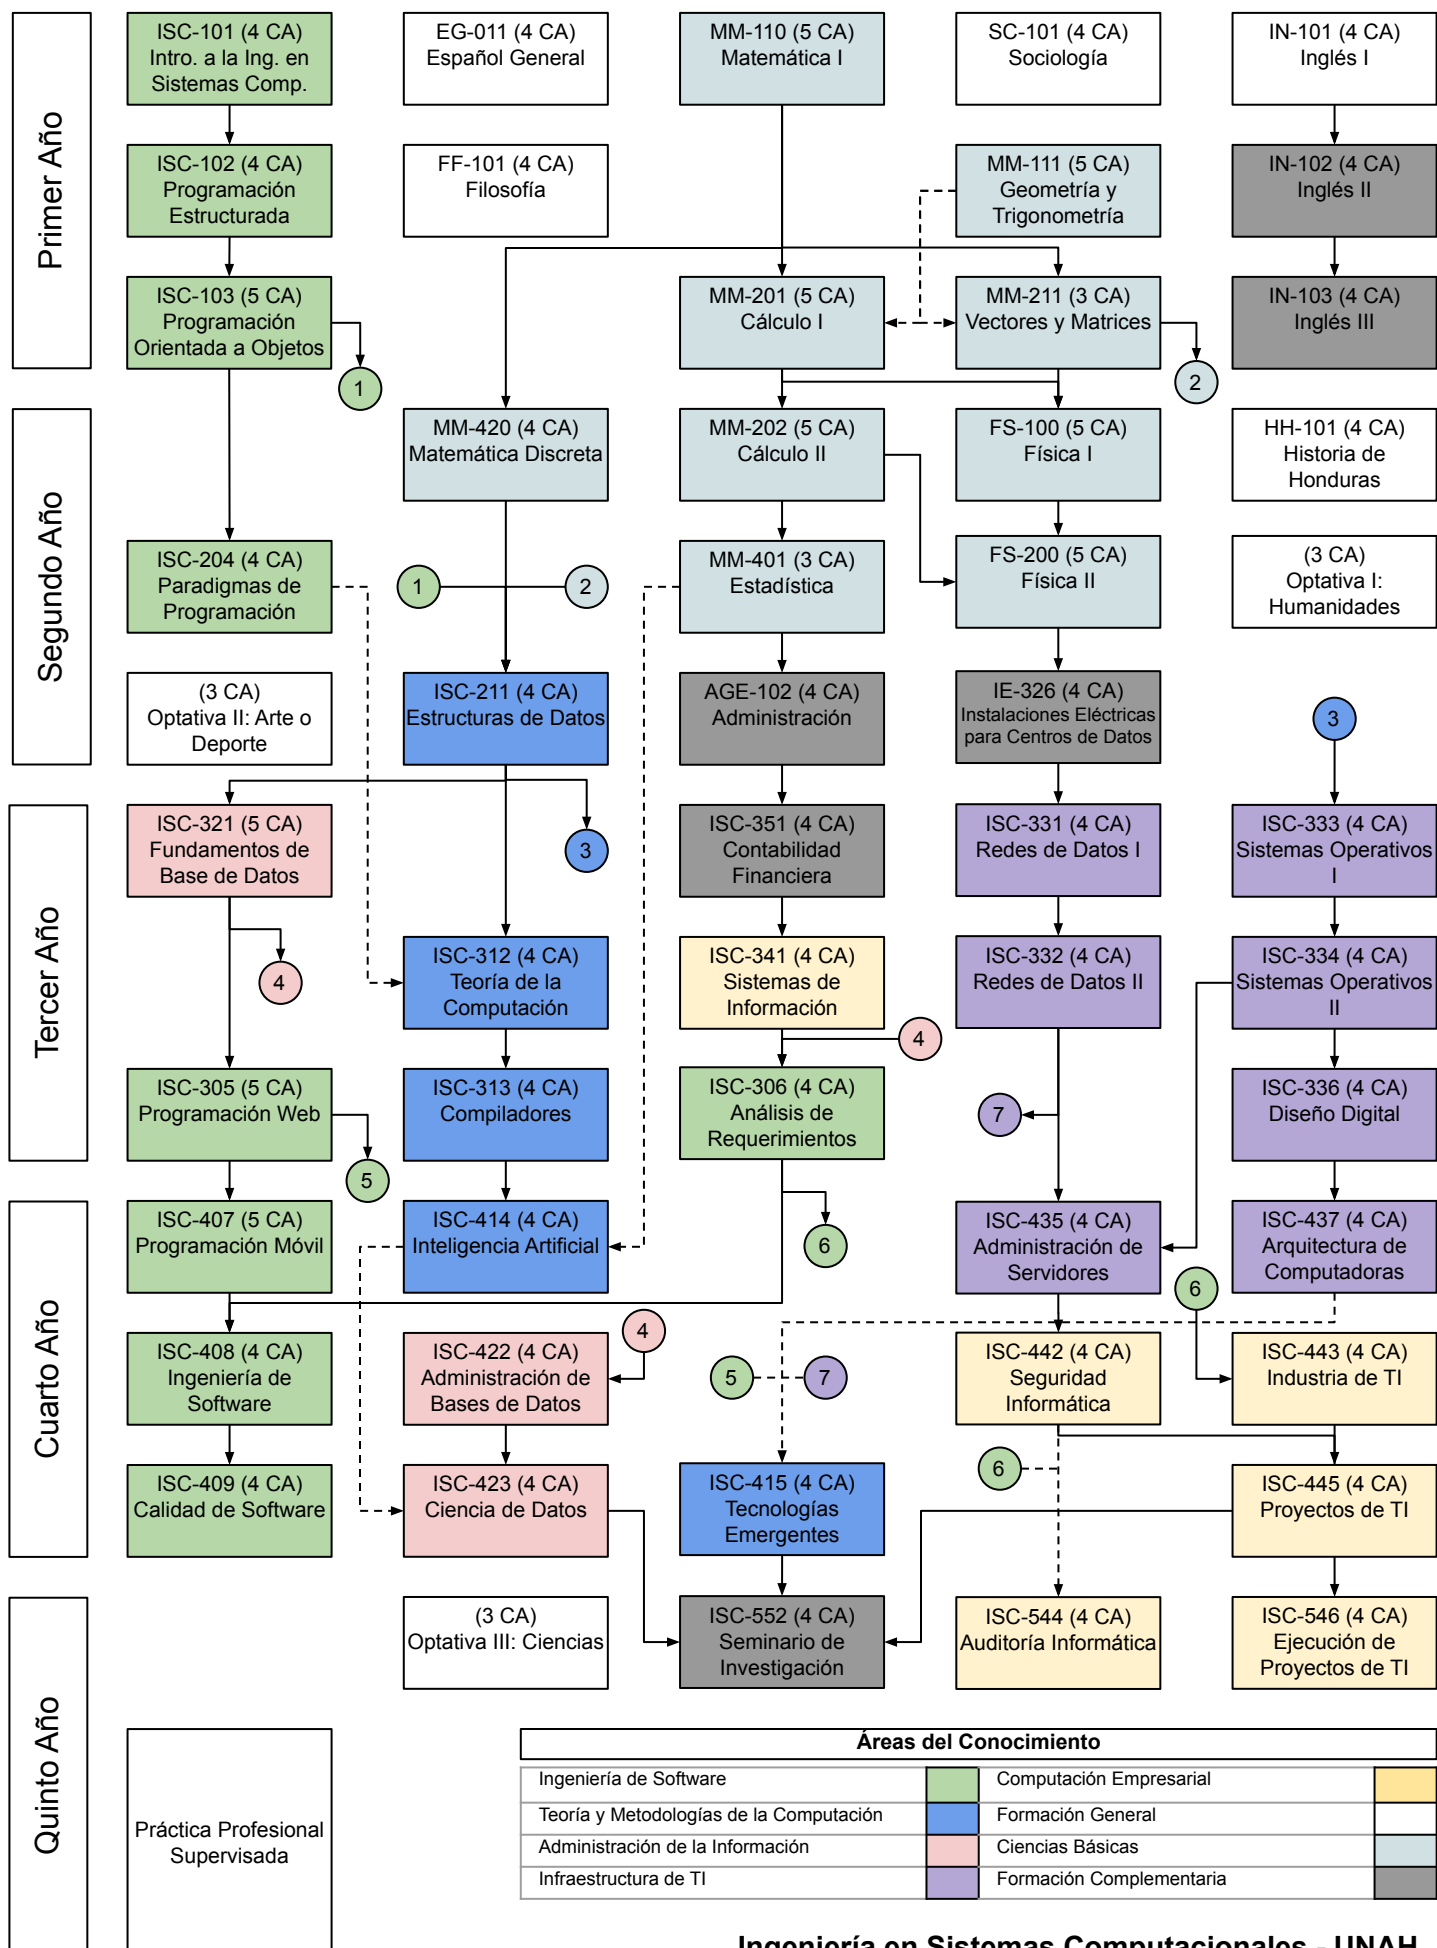 Primer Año
ISC-101 (4 CA)
Intro. a la Ing. en
Sistemas Comp.
EG-011 (4 CA)
Español General
MM-110 (5 CA)
Matemática I
SC-101 (4 CA)
Sociología
IN-101 (4 CA)
Inglés I
ISC-102 (4 CA)
Programación
Estructurada
FF-101 (4 CA)
Filosofía
MM-111 (5 CA)
Geometría y
Trigonometría
IN-102 (4 CA)
Inglés II
ISC-103 (5 CA)
Programación
Orientada a Objetos
MM-201 (5 CA)
Cálculo I
MM-211 (3 CA)
Vectores y Matrices
IN-103 (4 CA)
Inglés III
1
2
Segundo Año
MM-420 (4 CA)
Matemática Discreta
MM-202 (5 CA)
Cálculo II
FS-100 (5 CA)
Física I
HH-101 (4 CA)
Historia de
Honduras
ISC-204 (4 CA)
Paradigmas de
Programación
1
2
MM-401 (3 CA)
Estadística
FS-200 (5 CA)
Física II
(3 CA)
Optativa I:
Humanidades
(3 CA)
Optativa II: Arte o
Deporte
ISC-211 (4 CA)
Estructuras de Datos
AGE-102 (4 CA)
Administración
IE-326 (4 CA)
Instalaciones Eléctricas
para Centros de Datos
3
Tercer Año
ISC-321 (5 CA)
Fundamentos de
Base de Datos
3
ISC-351 (4 CA)
Contabilidad
Financiera
ISC-331 (4 CA)
Redes de Datos I
ISC-333 (4 CA)
Sistemas Operativos
I
4
ISC-312 (4 CA)
Teoría de la
Computación
ISC-341 (4 CA)
Sistemas de
Información
ISC-332 (4 CA)
Redes de Datos II
ISC-334 (4 CA)
Sistemas Operativos
II
4
ISC-305 (5 CA)
Programación Web
ISC-313 (4 CA)
Compiladores
ISC-306 (4 CA)
Análisis de
Requerimientos
7
ISC-336 (4 CA)
Diseño Digital
5
Cuarto Año
ISC-407 (5 CA)
Programación Móvil
ISC-414 (4 CA)
Inteligencia Artificial
6
ISC-435 (4 CA)
Administración de
Servidores
ISC-437 (4 CA)
Arquitectura de
Computadoras
6
4
ISC-408 (4 CA)
Ingeniería de
Software
ISC-422 (4 CA)
Administración de
Bases de Datos
5
7
ISC-442 (4 CA)
Seguridad
Informática
ISC-443 (4 CA)
Industria de TI
6
ISC-409 (4 CA)
Calidad de Software
ISC-423 (4 CA)
Ciencia de Datos
ISC-415 (4 CA)
Tecnologías
Emergentes
ISC-445 (4 CA)
Proyectos de TI
Quinto Año
(3 CA)
Optativa III: Ciencias
ISC-552 (4 CA)
Seminario de
Investigación
ISC-544 (4 CA)
Auditoría Informática
ISC-546 (4 CA)
Ejecución de
Proyectos de TI
Práctica Profesional
Supervisada
Áreas del Conocimiento
Ingeniería de Software
Computación Empresarial
Teoría y Metodologías de la Computación
Formación General
Administración de la Información
Ciencias Básicas
Infraestructura de TI
Formación Complementaria
Ingeniería en Sistemas Computacionales - UNAH